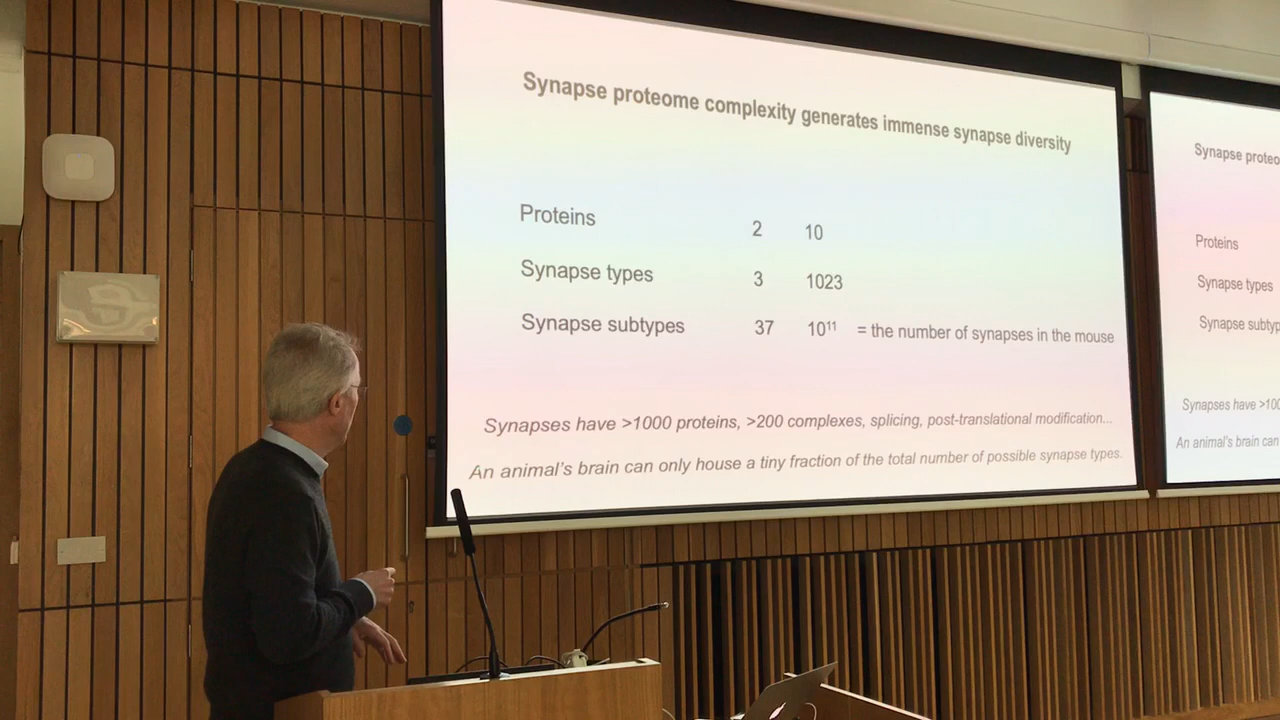 Synapse proteome complexity generates immense synapse diversity
Proteins 2 10
Synapse types 3 1023
Synapse subtypes 37 10¹¹ = the number of synapses in the mouse
Synapses have >1000 proteins, >200 complexes, splicing, post-translational modification...
An animal's brain can only house a tiny fraction of the total number of possible synapse types.
Synapse
Proteins
Synapse types
Synapse
Synapses have
An animal's brain can